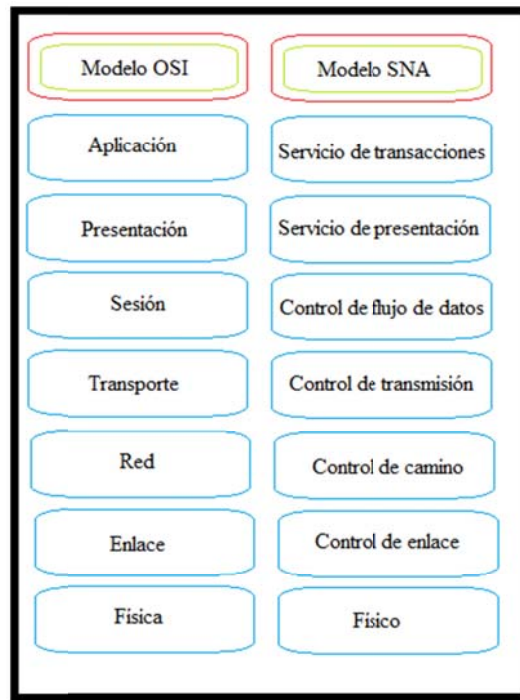 Modelo OSI
Modelo SNA
Aplicación
Servicio de transacciones
Presentación
Servicio de presentación
Sesión
Control de flujo de datos
Transporte
Control de transmisión
Red
Control de camino
Enlace
Control de enlace
Física
Físico